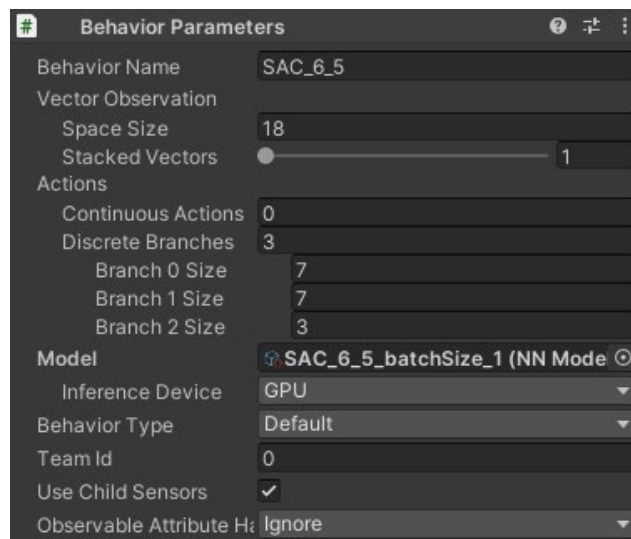 # Behavior Parameters
Behavior Name SAC_6_5
Vector Observation
Space Size 18
Stacked Vectors 1
Actions
Continuous Actions 0
Discrete Branches 3
Branch 0 Size 7
Branch 1 Size 7
Branch 2 Size 3
Model SAC_6_5_batchSize_1 (NN Mode
Inference Device GPU
Behavior Type Default
Team Id 0
Use Child Sensors
Observable Attribute Ha Ignore